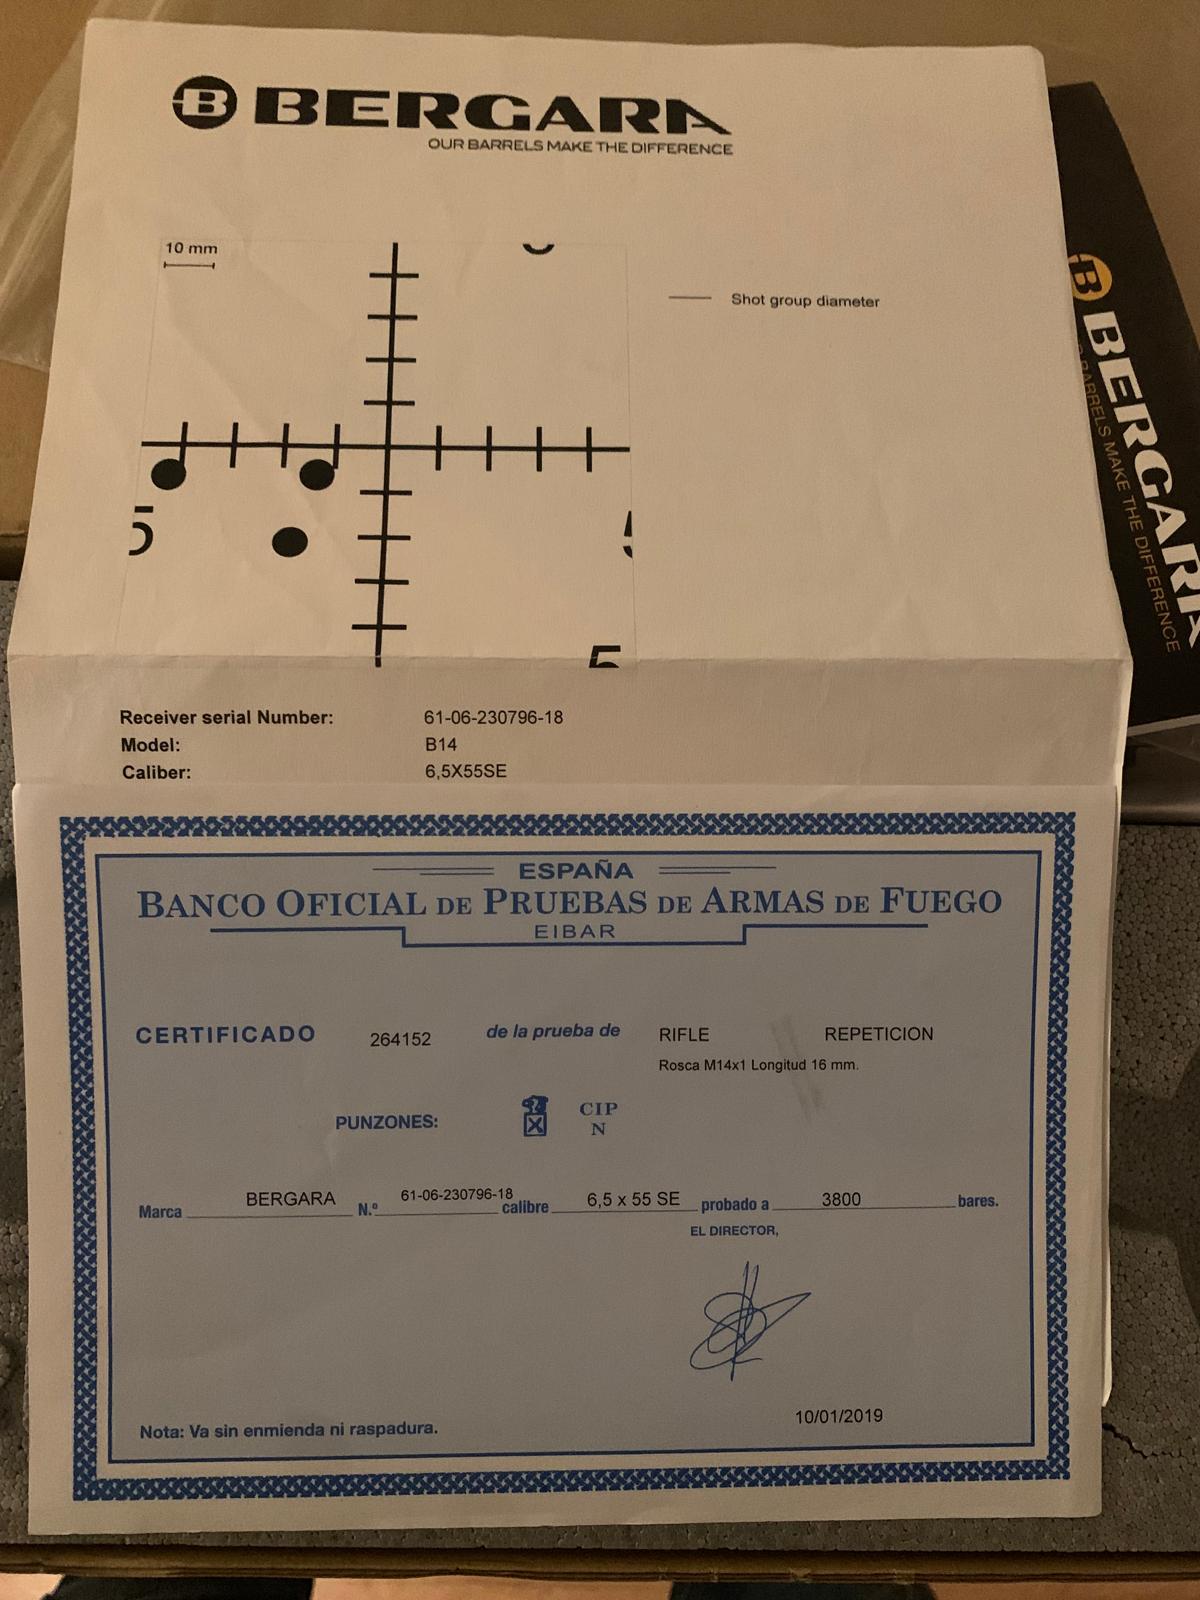 B BERGARA
OUR BARRELS MAKE THE DIFFERENCE
10 mm
Shot group diameter
5
5
5
B BERGARA
BARRELS MAKE THE DIFFERENCE
Receiver serial Number: 61-06-230796-18
Model: B14
Caliber: 6,5X55SE
ESPAÑA
BANCO OFICIAL DE PRUEBAS DE ARMAS DE FUEGO
EIBAR
CERTIFICADO 264152 de la prueba de RIFLE REPETICION
Rosca M14x1 Longitud 16 mm.
PUNZONES: X CIP
N
Marca BERGARA N.º 61-06-230796-18 calibre 6,5 x 55 SE probado a 3800 bares.
EL DIRECTOR,
10/01/2019
Nota: Va sin enmienda ni raspadura.